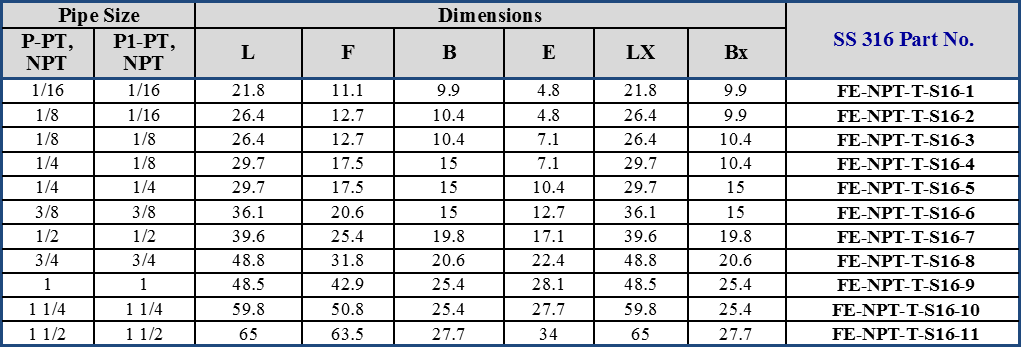 Pipe Size Dimensions SS 316 Part No.
P-PT, NPT P1-PT, NPT L F B E LX Bx
1/16 1/16 21.8 11.1 9.9 4.8 21.8 9.9 FE-NPT-T-S16-1
1/8 1/16 26.4 12.7 10.4 4.8 26.4 9.9 FE-NPT-T-S16-2
1/8 1/8 26.4 12.7 10.4 7.1 26.4 10.4 FE-NPT-T-S16-3
1/4 1/8 29.7 17.5 15 7.1 29.7 10.4 FE-NPT-T-S16-4
1/4 1/4 29.7 17.5 15 10.4 29.7 15 FE-NPT-T-S16-5
3/8 3/8 36.1 20.6 15 12.7 36.1 15 FE-NPT-T-S16-6
1/2 1/2 39.6 25.4 19.8 17.1 39.6 19.8 FE-NPT-T-S16-7
3/4 3/4 48.8 31.8 20.6 22.4 48.8 20.6 FE-NPT-T-S16-8
1 1 48.5 42.9 25.4 28.1 48.5 25.4 FE-NPT-T-S16-9
1 1/4 1 1/4 59.8 50.8 25.4 27.7 59.8 25.4 FE-NPT-T-S16-10
1 1/2 1 1/2 65 63.5 27.7 34 65 27.7 FE-NPT-T-S16-11